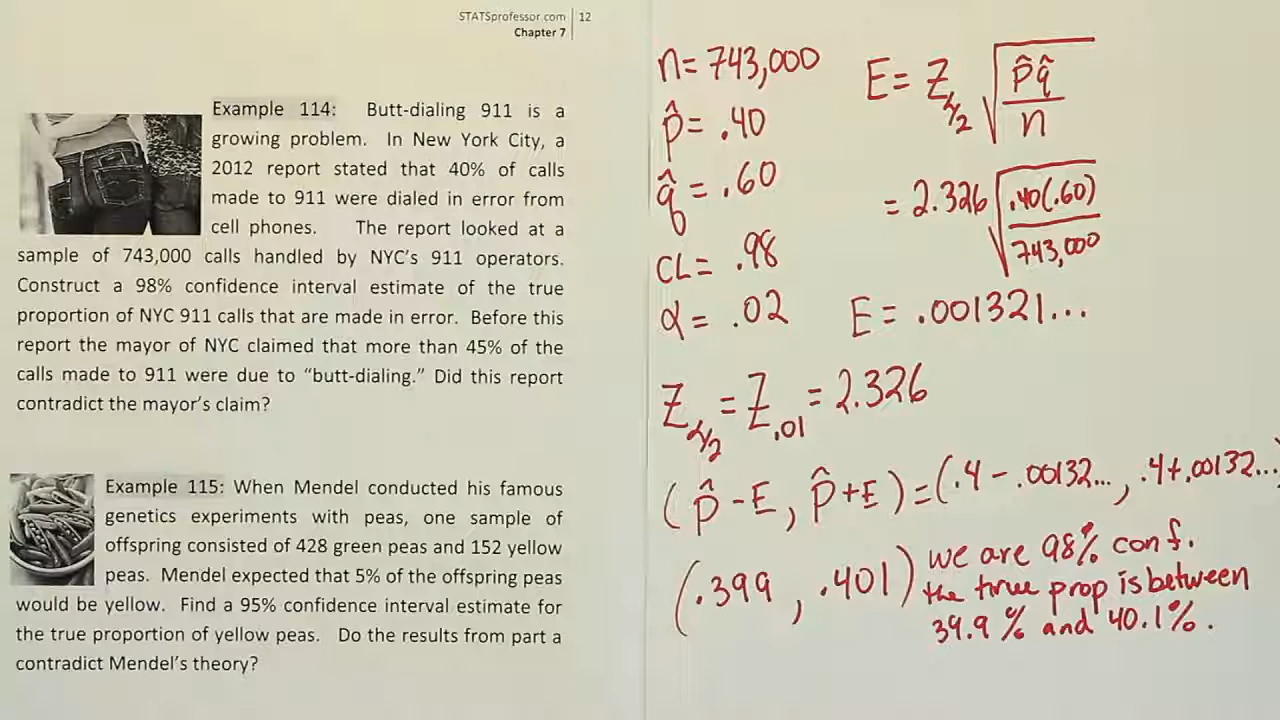 STATSprofessor.com | 12
Chapter 7
Example 114: Butt-dialing 911 is a
growing problem. In New York City, a
2012 report stated that 40% of calls
made to 911 were dialed in error from
cell phones. The report looked at a
sample of 743,000 calls handled by NYC's 911 operators.
Construct a 98% confidence interval estimate of the true
proportion of NYC 911 calls that are made in error. Before this
report the mayor of NYC claimed that more than 45% of the
calls made to 911 were due to "butt-dialing." Did this report
contradict the mayor's claim?
Example 115: When Mendel conducted his famous
genetics experiments with peas, one sample of
offspring consisted of 428 green peas and 152 yellow
peas. Mendel expected that 5% of the offspring peas
would be yellow. Find a 95% confidence interval estimate for
the true proportion of yellow peas. Do the results from part a
contradict Mendel's theory?
n = 743,000
p̂ = .40
q̂ = .60
CL = .98
α = .02
E = Z α/2 √(p̂q̂/n)
= 2.326 √(.40(.60)/743,000)
E = .001321...
Z α/2 = Z .01 = 2.326
(p̂ - E, p̂ + E) = (.4 - .00132..., .4 + .00132...)
(.399, .401)
we are 98% conf.
the true prop is between
39.9% and 40.1%.